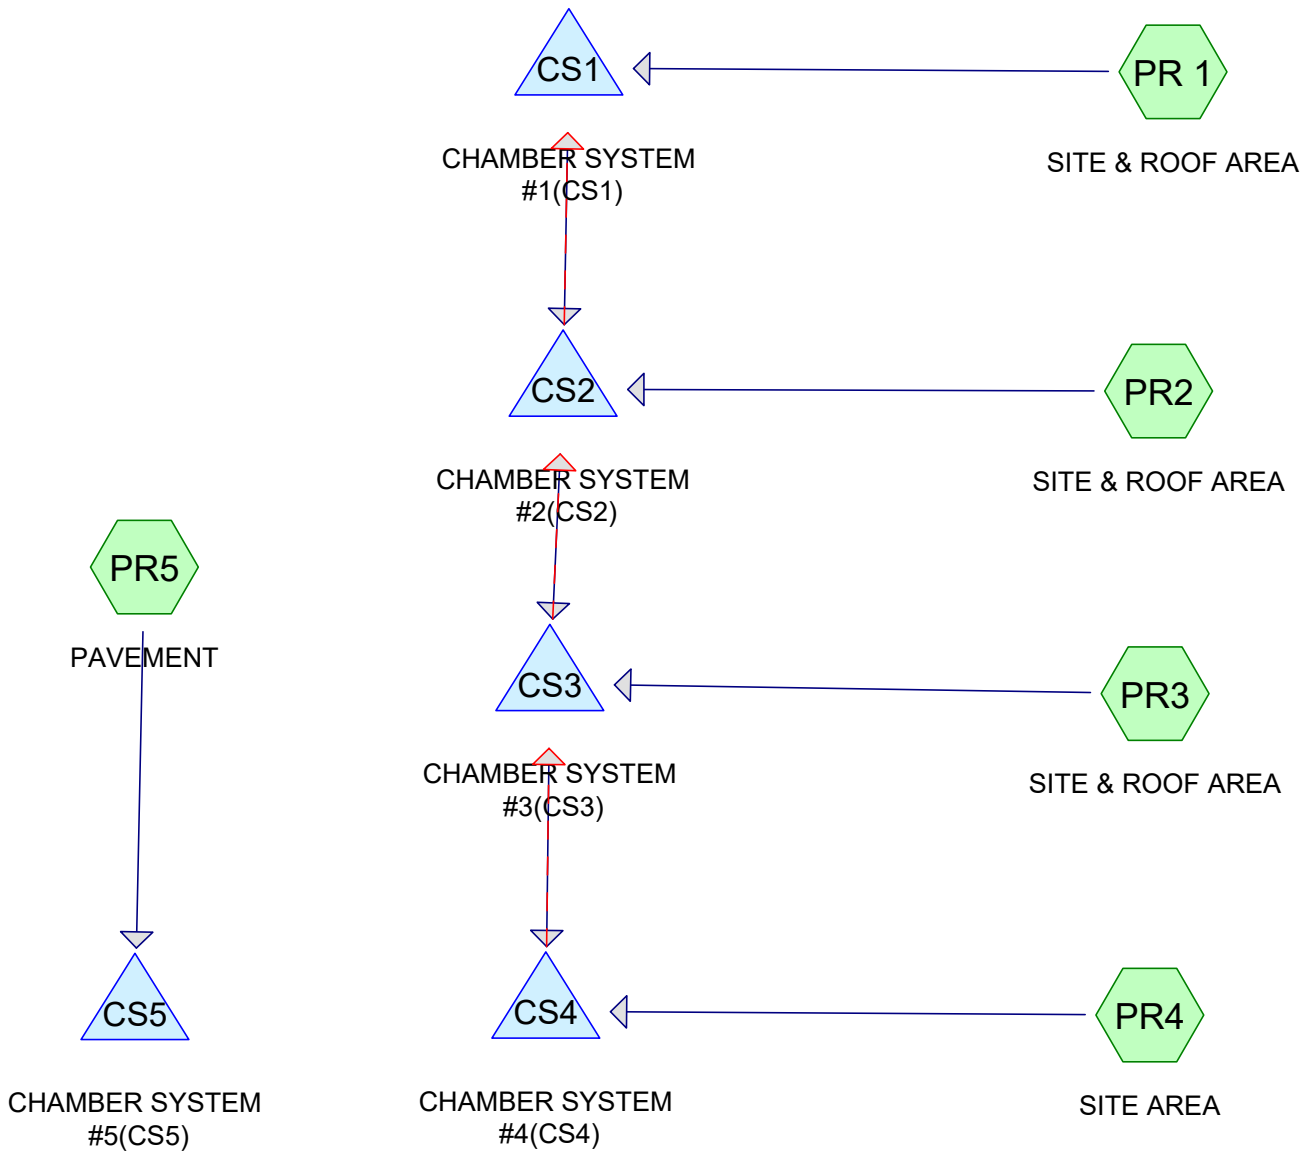 CS1
PR 1
CHAMBER SYSTEM
#1(CS1)
SITE & ROOF AREA
CS2
PR2
CHAMBER SYSTEM
#2(CS2)
SITE & ROOF AREA
PR5
PAVEMENT
CS3
PR3
CHAMBER SYSTEM
#3(CS3)
SITE & ROOF AREA
CS5
CHAMBER SYSTEM
#5(CS5)
CS4
PR4
CHAMBER SYSTEM
#4(CS4)
SITE AREA